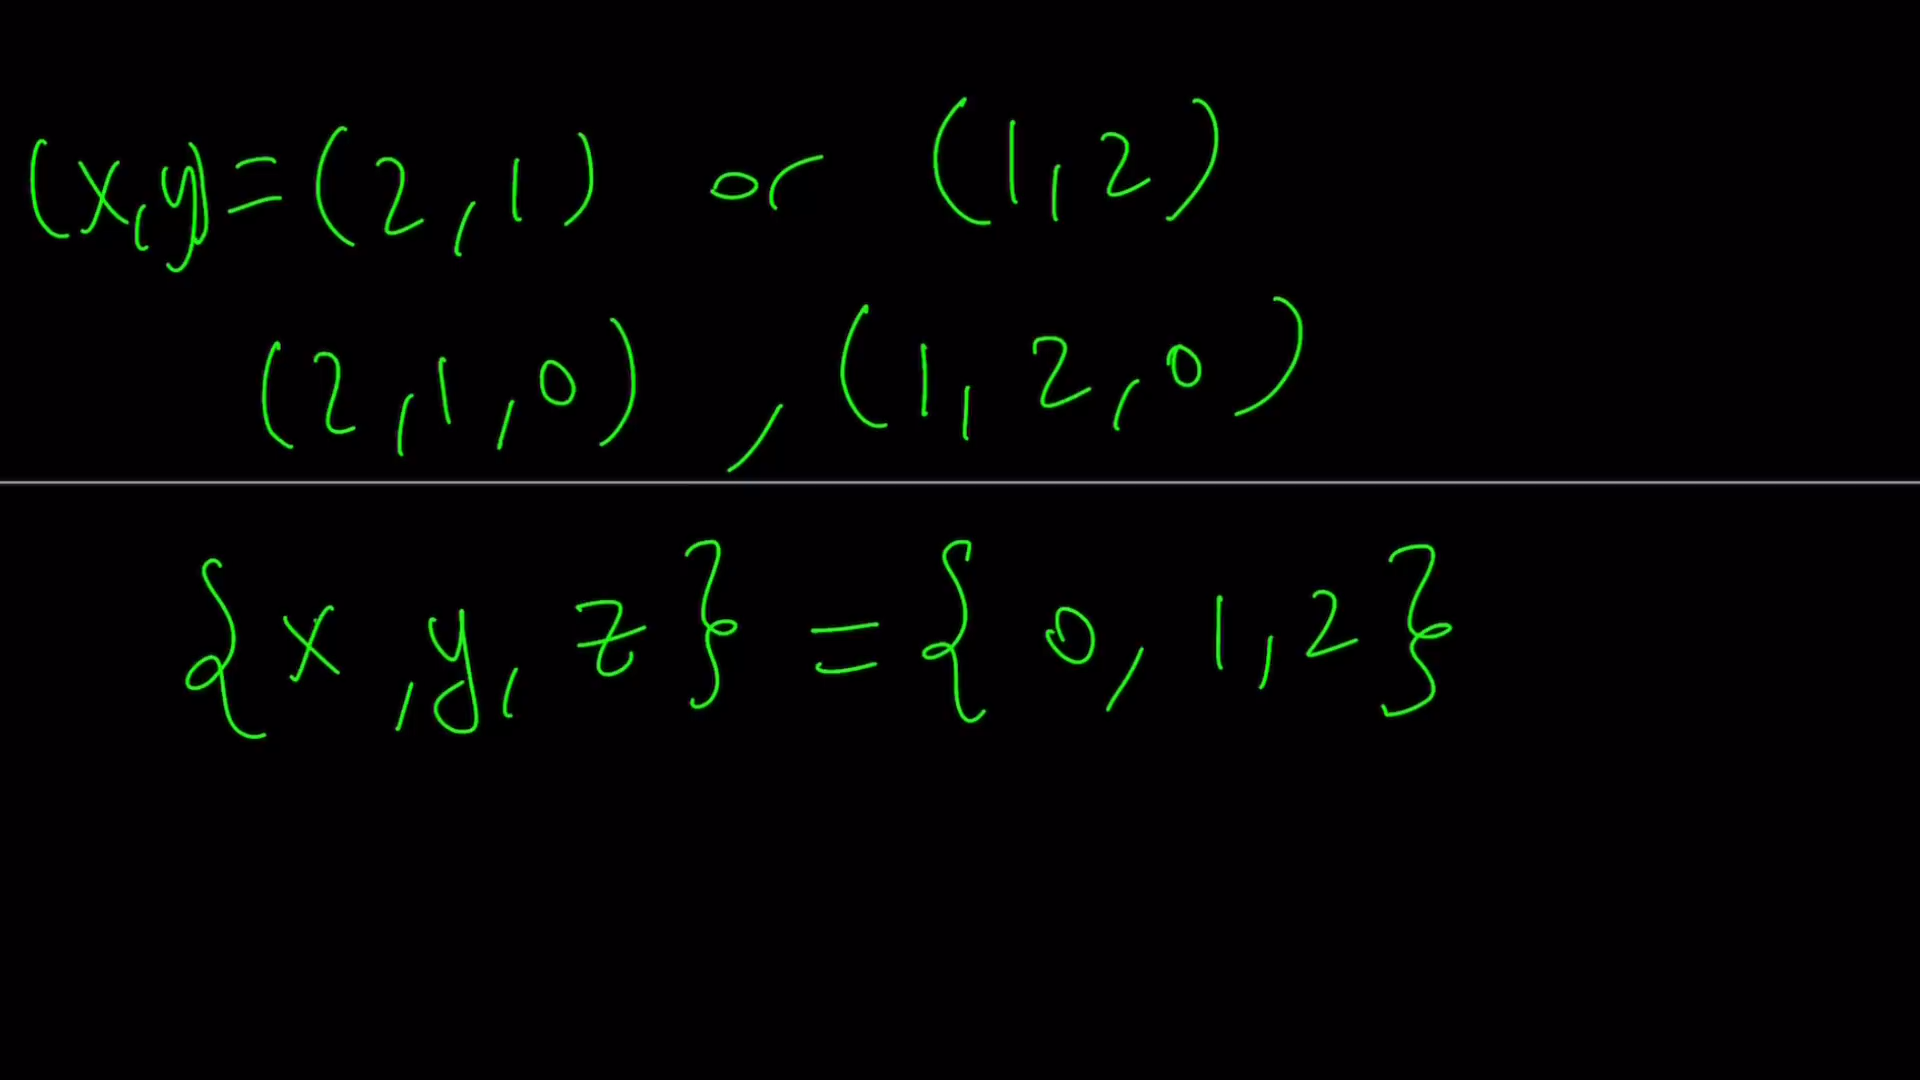 (x,y)=(2,1) or (1,2)
(2,1,0), (1,2,0)
{x,y,z} = {0,1,2}